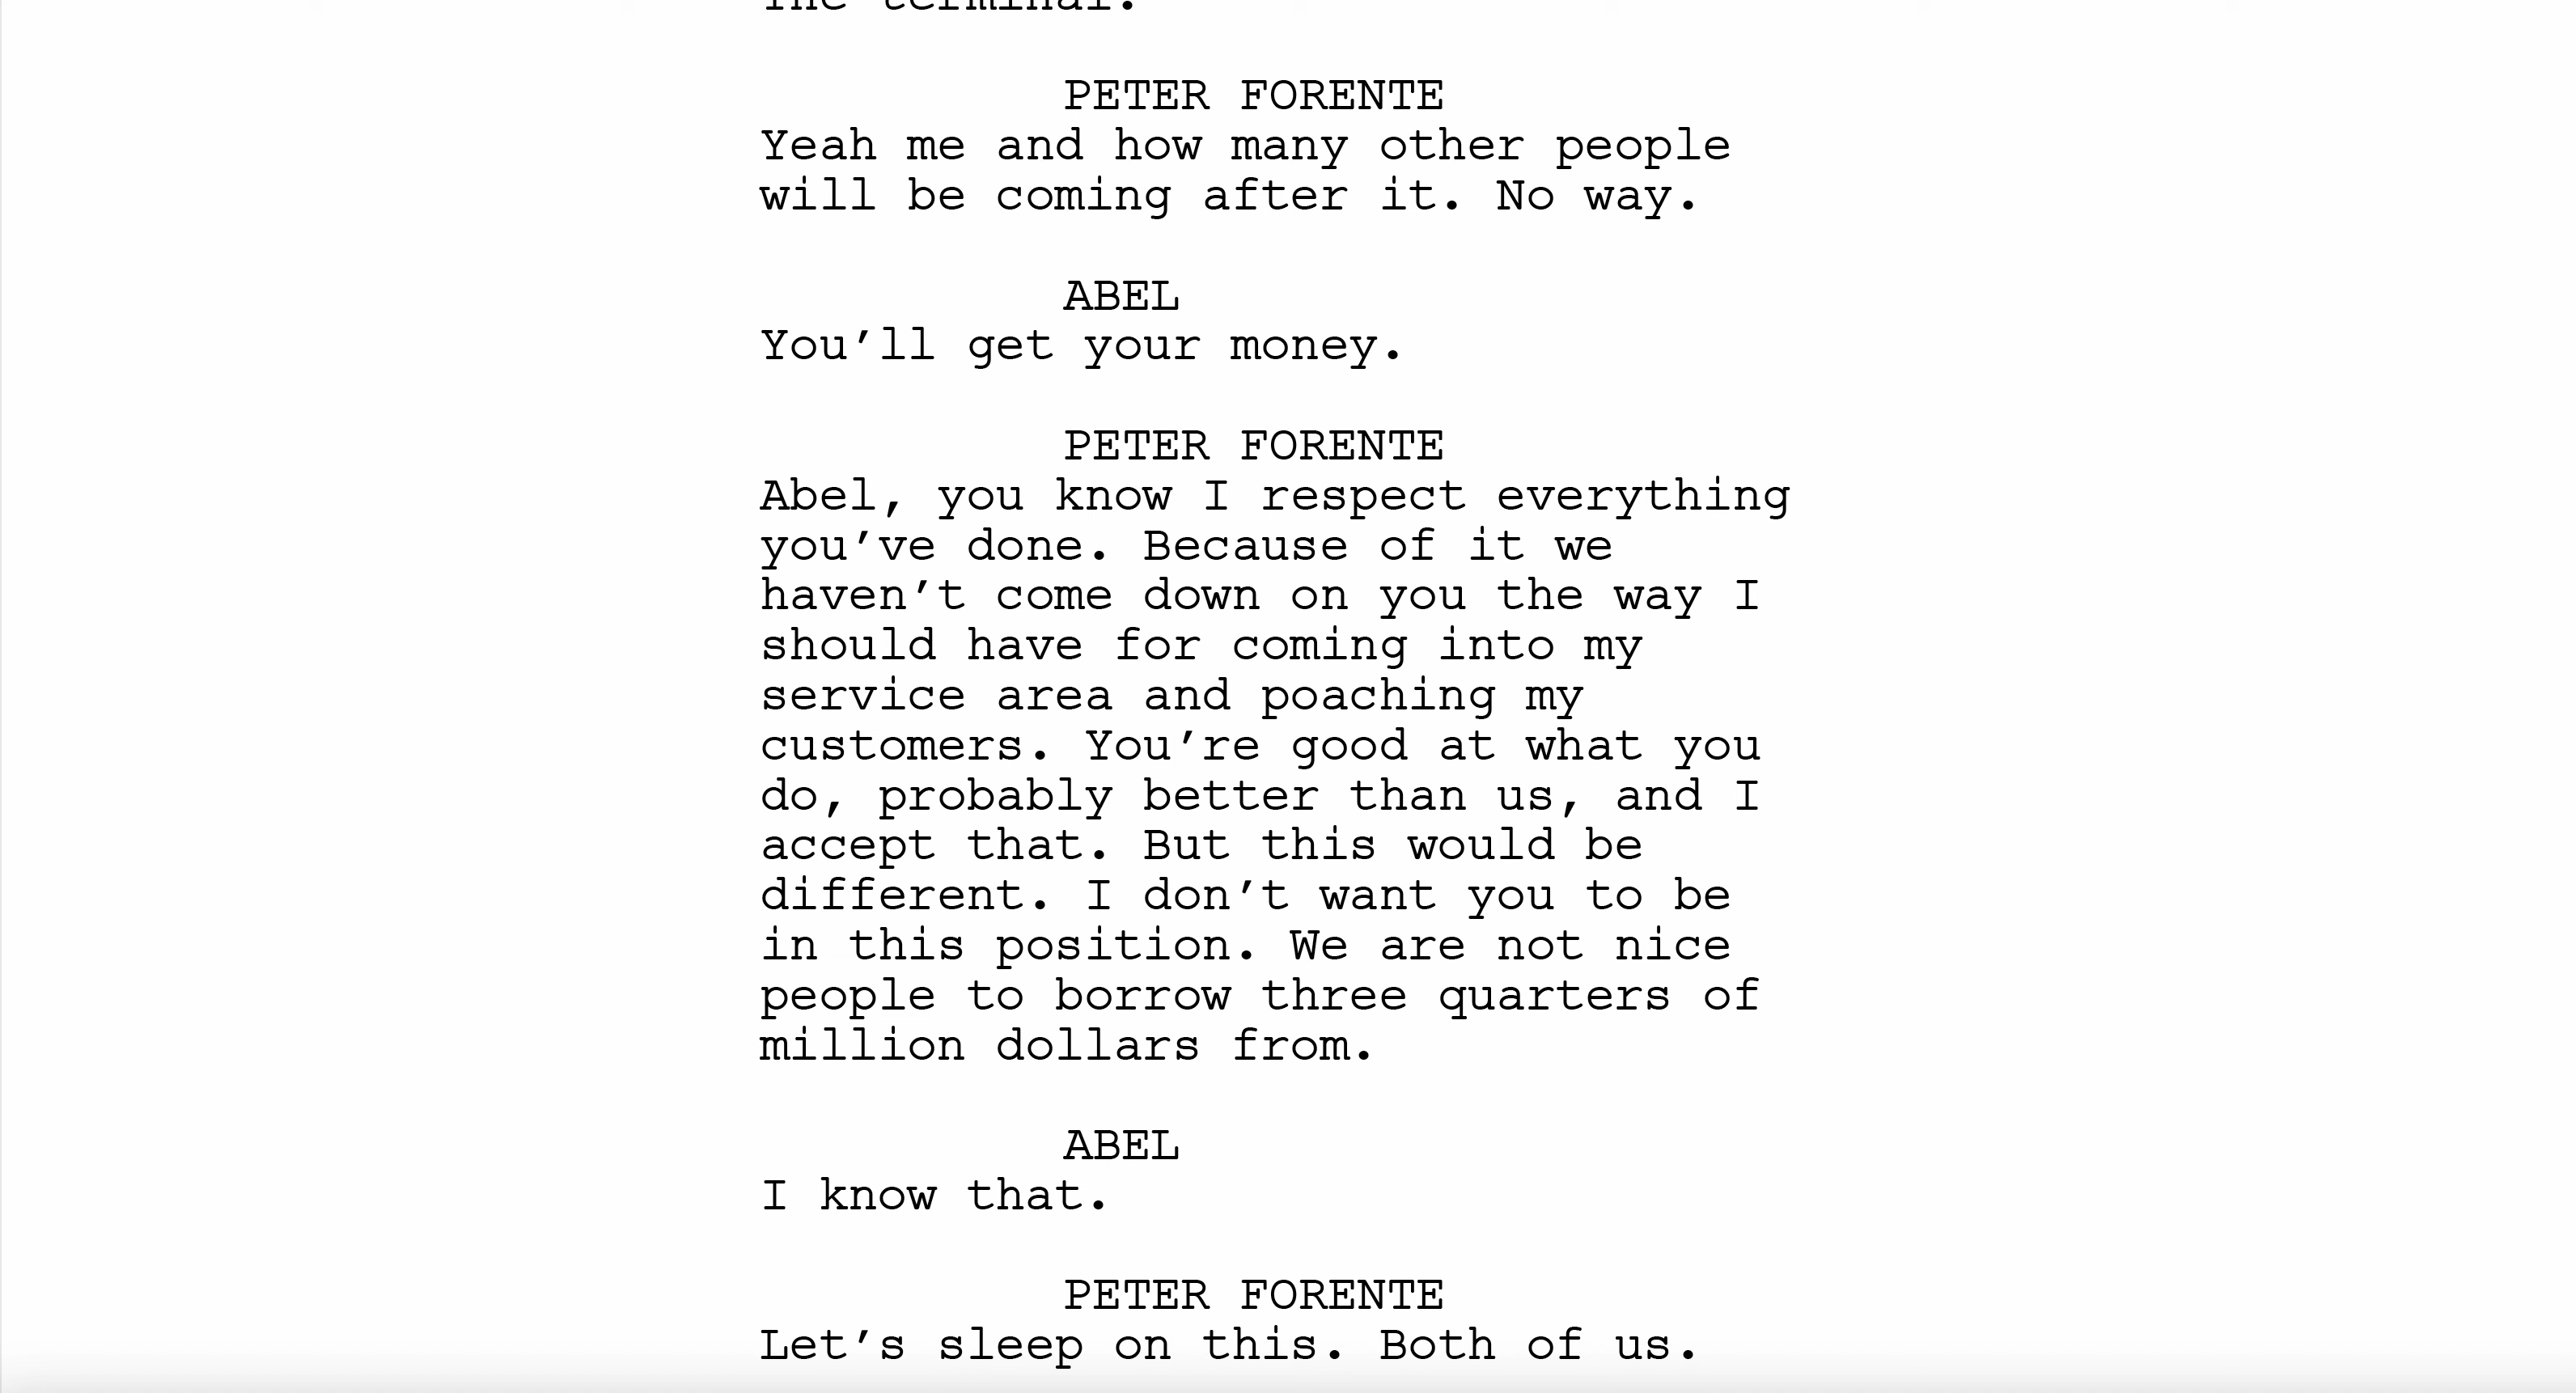 The terminal.
PETER FORENTE
Yeah me and how many other people
will be coming after it. No way.
ABEL
You’ll get your money.
PETER FORENTE
Abel, you know I respect everything
you’ve done. Because of it we
haven’t come down on you the way I
should have for coming into my
service area and poaching my
customers. You’re good at what you
do, probably better than us, and I
accept that. But this would be
different. I don’t want you to be
in this position. We are not nice
people to borrow three quarters of
million dollars from.
ABEL
I know that.
PETER FORENTE
Let’s sleep on this. Both of us.